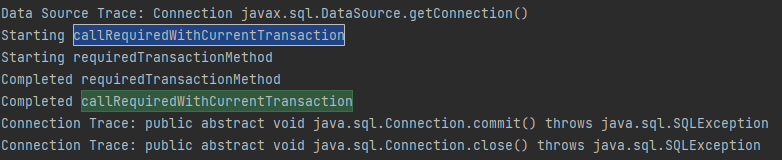 Data Source Trace: Connection javax.sql.DataSource.getConnection()
Starting callRequiredWithCurrentTransaction
Starting requiredTransactionMethod
Completed requiredTransactionMethod
Completed callRequiredWithCurrentTransaction
Connection Trace: public abstract void java.sql.Connection.commit() throws java.sql.SQLException
Connection Trace: public abstract void java.sql.Connection.close() throws java.sql.SQLException